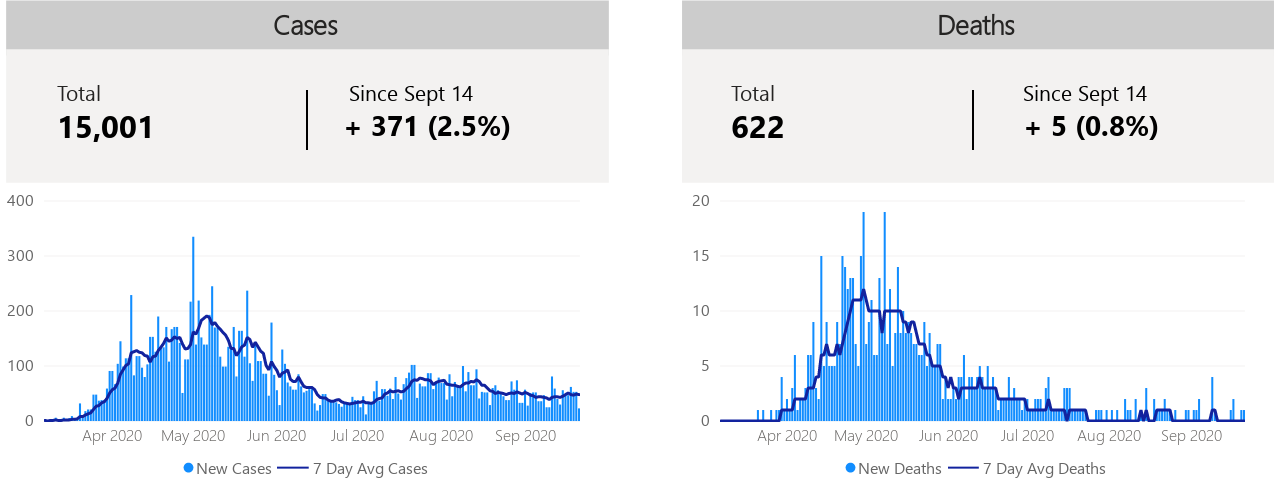 Cases
Total
15,001
Since Sept 14
+ 371 (2.5%)
400
300
200
100
0
Apr 2020 May 2020 Jun 2020 Jul 2020 Aug 2020 Sep 2020
New Cases 7 Day Avg Cases
Deaths
Total
622
Since Sept 14
+ 5 (0.8%)
20
15
10
5
0
Apr 2020 May 2020 Jun 2020 Jul 2020 Aug 2020 Sep 2020
New Deaths 7 Day Avg Deaths